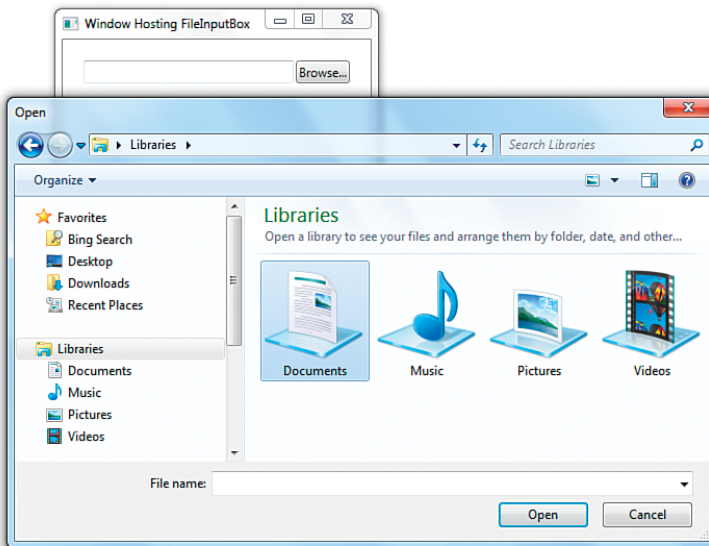 Window Hosting FileInputBox
Browse...
Open
Libraries
Search Libraries
Organize
Favorites
Bing Search
Desktop
Downloads
Recent Places
Libraries
Documents
Music
Pictures
Videos
Libraries
Open a library to see your files and arrange them by folder, date, and other...
Documents
Music
Pictures
Videos
File name:
Open
Cancel